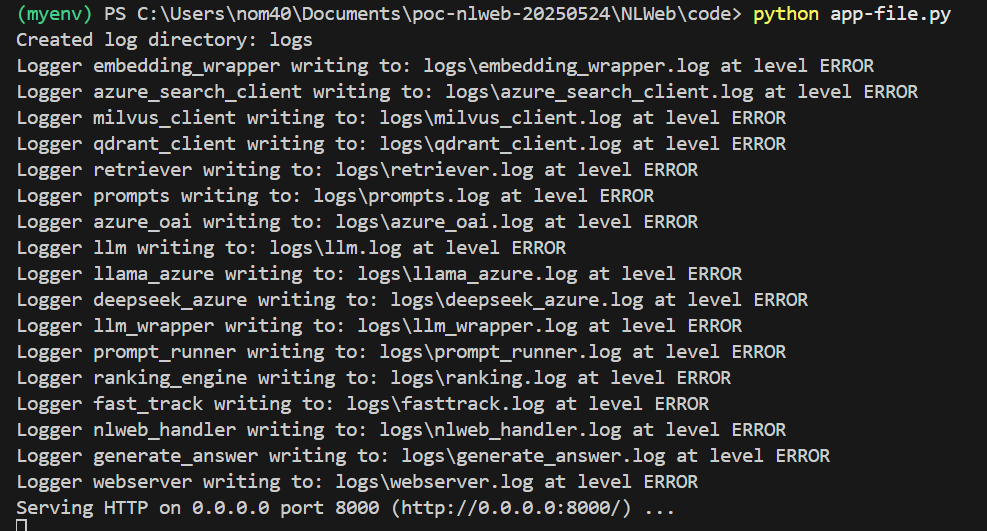 (myenv) PS C:\Users\nom40\Documents\poc-nlweb-20250524\NLWeb\code> python app-file.py
Created log directory: logs
Logger embedding_wrapper writing to: logs\embedding_wrapper.log at level ERROR
Logger azure_search_client writing to: logs\azure_search_client.log at level ERROR
Logger milvus_client writing to: logs\milvus_client.log at level ERROR
Logger qdrant_client writing to: logs\qdrant_client.log at level ERROR
Logger retriever writing to: logs\retriever.log at level ERROR
Logger prompts writing to: logs\prompts.log at level ERROR
Logger azure_oai writing to: logs\azure_oai.log at level ERROR
Logger llm writing to: logs\llm.log at level ERROR
Logger llama_azure writing to: logs\llama_azure.log at level ERROR
Logger deepseek_azure writing to: logs\deepseek_azure.log at level ERROR
Logger llm_wrapper writing to: logs\llm_wrapper.log at level ERROR
Logger prompt_runner writing to: logs\prompt_runner.log at level ERROR
Logger ranking_engine writing to: logs\ranking.log at level ERROR
Logger fast_track writing to: logs\fasttrack.log at level ERROR
Logger nlweb_handler writing to: logs\nlweb_handler.log at level ERROR
Logger generate_answer writing to: logs\generate_answer.log at level ERROR
Logger webserver writing to: logs\webserver.log at level ERROR
Serving HTTP on 0.0.0.0 port 8000 (http://0.0.0.0:8000/) ...